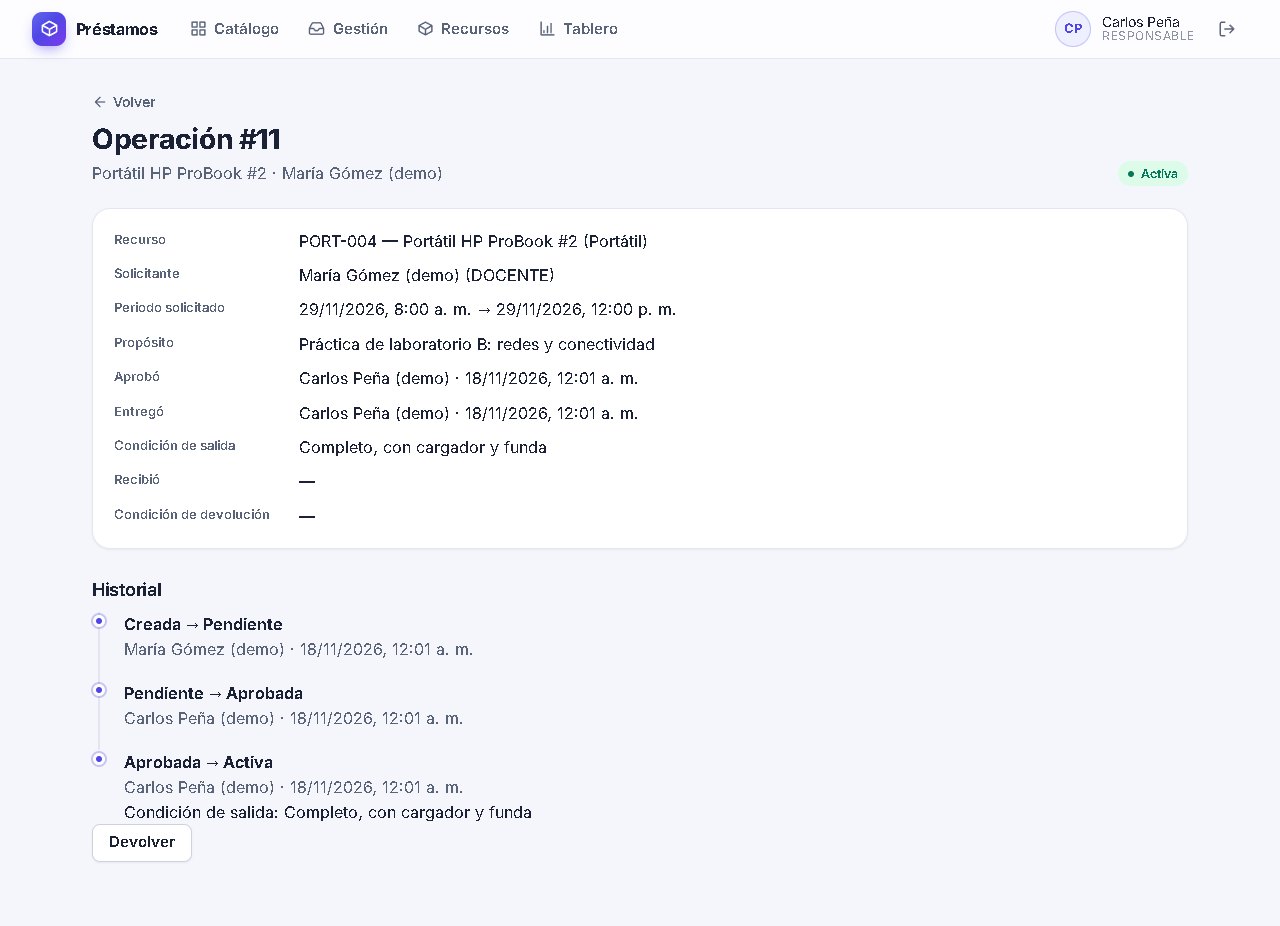 Préstamos
Catálogo
Gestión
Recursos
Tablero
CP
Carlos Peña
RESPONSABLE
← Volver
Operación #11
Portátil HP ProBook #2 · María Gómez (demo)
Activa
Recurso
PORT-004 — Portátil HP ProBook #2 (Portátil)
Solicitante
María Gómez (demo) (DOCENTE)
Periodo solicitado
29/11/2026, 8:00 a. m. → 29/11/2026, 12:00 p. m.
Propósito
Práctica de laboratorio B: redes y conectividad
Aprobó
Carlos Peña (demo) · 18/11/2026, 12:01 a. m.
Entregó
Carlos Peña (demo) · 18/11/2026, 12:01 a. m.
Condición de salida
Completo, con cargador y funda
Recibió
—
Condición de devolución
—
Historial
Creada → Pendiente
María Gómez (demo) · 18/11/2026, 12:01 a. m.
Pendiente → Aprobada
Carlos Peña (demo) · 18/11/2026, 12:01 a. m.
Aprobada → Activa
Carlos Peña (demo) · 18/11/2026, 12:01 a. m.
Condición de salida: Completo, con cargador y funda
Devolver